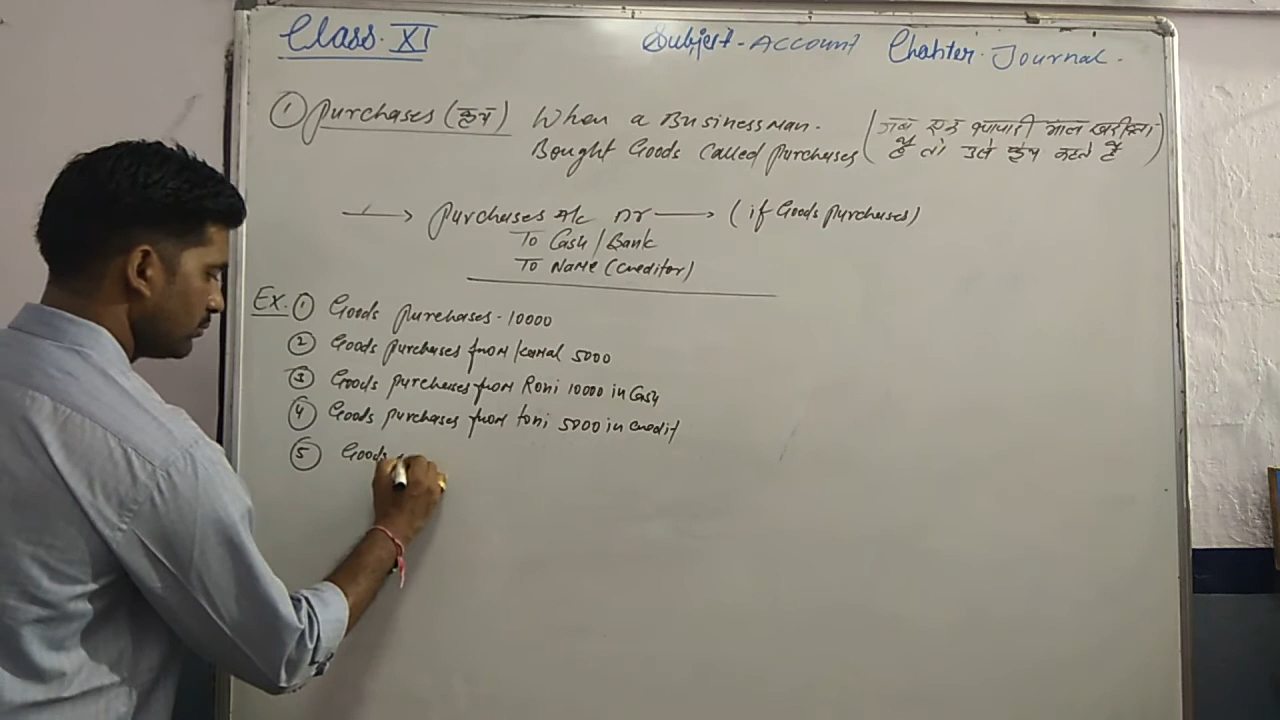 Class. XI
Subject - Account Chapter. Journal.
① Purchases (क्रय) When a Businessman. (जब एक व्यापारी माल खरीदता
Bought Goods Called Purchases है तो उसे क्रय कहते है)
→ Purchases A/c Dr → (if Goods Purchases)
To Cash / Bank
To Name (Creditor)
Ex. ① Goods Purchases - 10000
② Goods Purchases from Kamal 5000
③ Goods Purchases from Roni 10000 in Cash
④ Goods Purchases from toni 5000 in credit
⑤ Goods